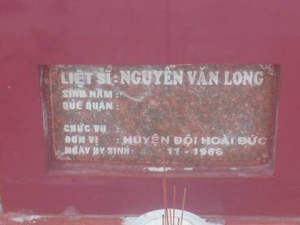 LIỆT SĨ: NGUYỄN VĂN LONG
SINH NĂM :
QUÊ QUÁN :
CHỨC VỤ :
ĐƠN VỊ : HUYỆN ĐỘI HOÀI ĐỨC
NGÀY HY SINH: 11 - 1966